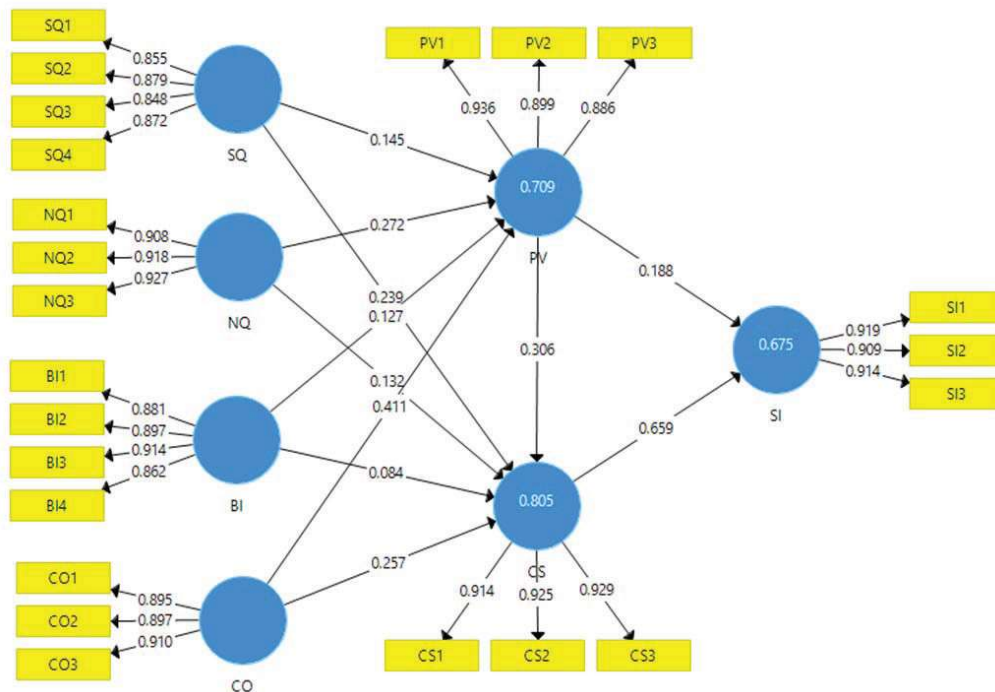 SQ1
SQ2
SQ3
SQ4
0.855
0.879
0.848
0.872
SQ
NQ1
NQ2
NQ3
0.908
0.918
0.927
NQ
BI1
BI2
BI3
BI4
0.881
0.897
0.914
0.862
BI
CO1
CO2
CO3
0.895
0.897
0.910
CO
0.145
0.272
0.239
0.127
0.132
0.411
0.084
0.257
PV1
PV2
PV3
0.936
0.899
0.886
0.709
PV
0.306
0.805
CS
0.914
0.925
0.929
CS1
CS2
CS3
0.188
0.659
0.675
SI
0.919
0.909
0.914
SI1
SI2
SI3